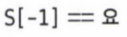 S[-1] == 요